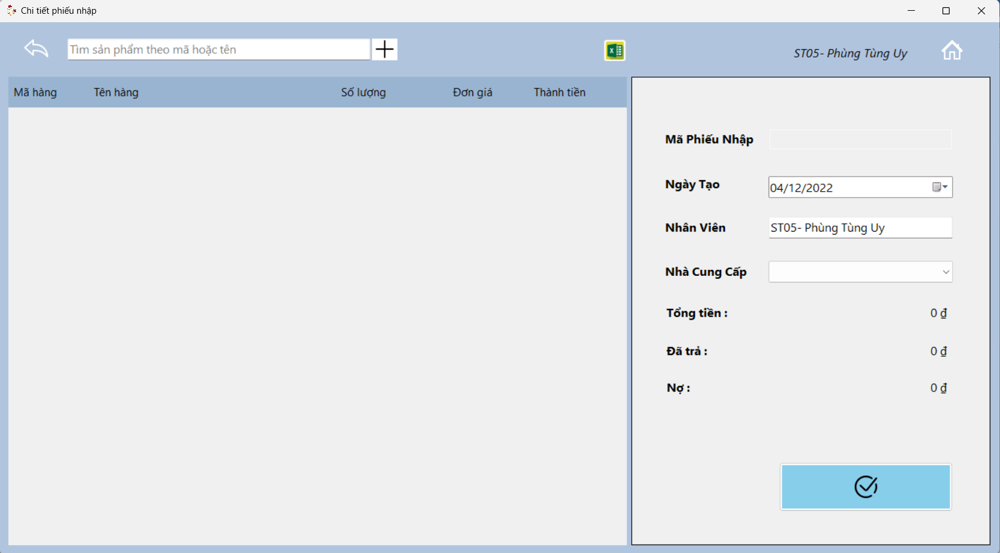 Chi tiết phiếu nhập
Tìm sản phẩm theo mã hoặc tên
ST05- Phùng Tùng Uy
Mã hàng Tên hàng Số lượng Đơn giá Thành tiền
Mã Phiếu Nhập
Ngày Tạo 04/12/2022
Nhân Viên ST05- Phùng Tùng Uy
Nhà Cung Cấp
Tổng tiền : 0 ₫
Đã trả : 0 ₫
Nợ : 0 ₫